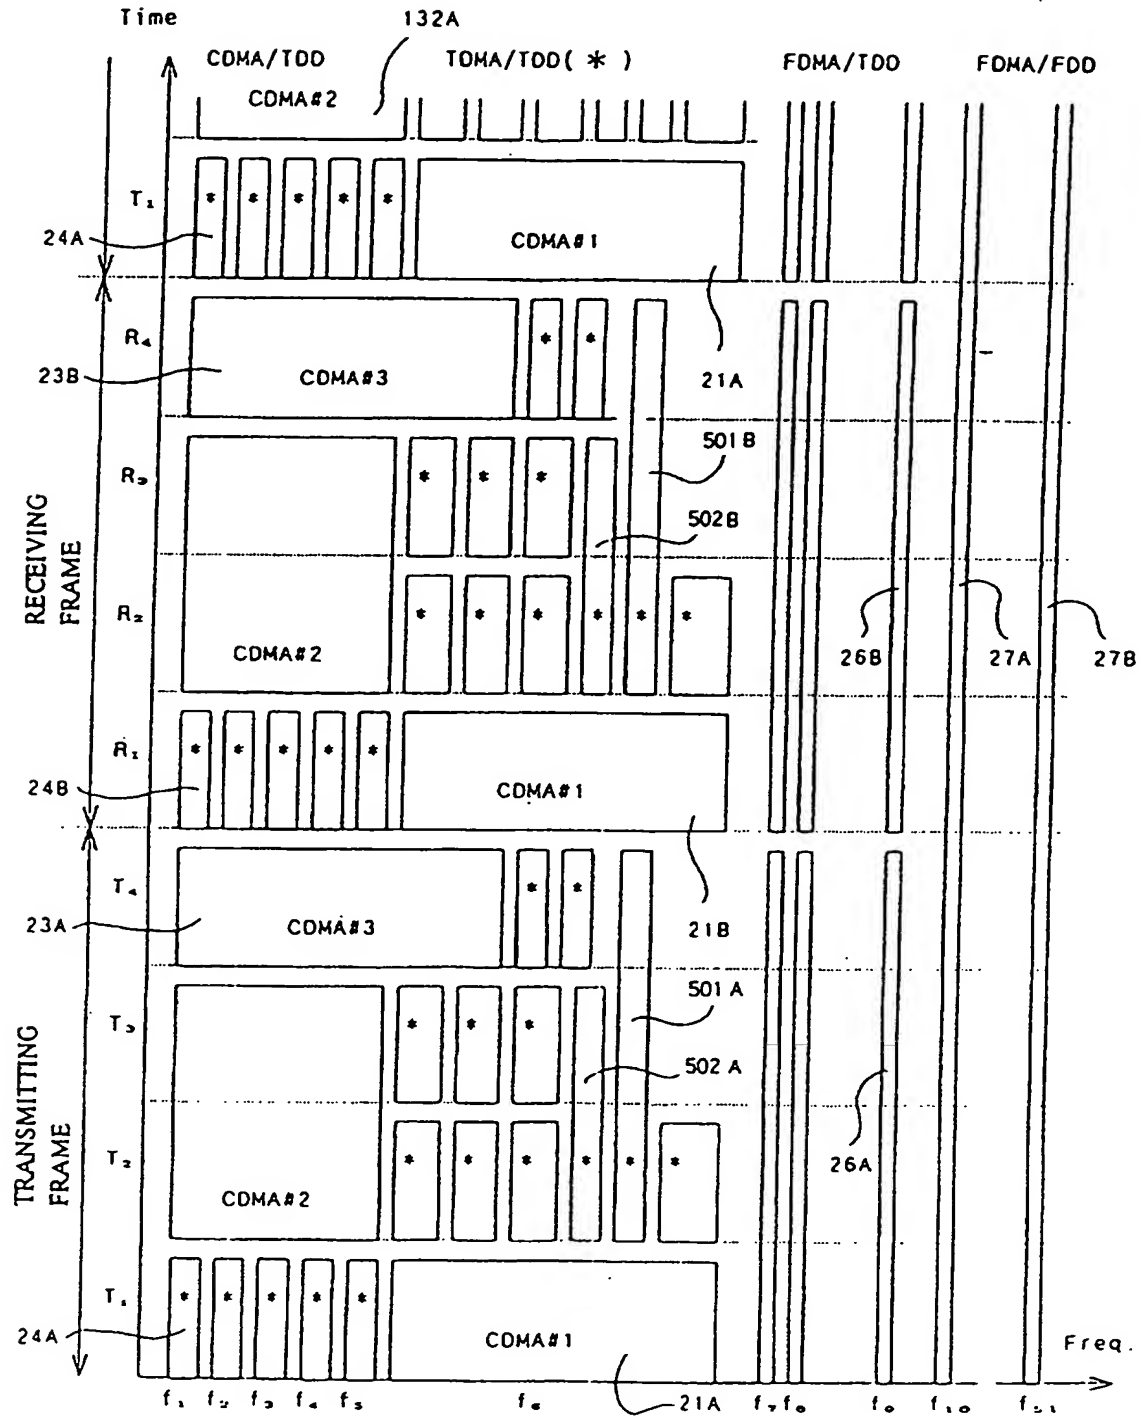 Time
132A
CDMA/TDD
TDMA/TDD( * )
FDMA/TDD
FDMA/FDD
CDMA#2
T₁
* * * * *
24A
CDMA#1
R₄
* *
23B
CDMA#3
21A
501B
R₃
* * *
502B
RECEIVING
FRAME
R₂
* * * * * *
CDMA#2
26B
27A
27B
R₁
* * * * *
24B
CDMA#1
T₄
* *
23A
CDMA#3
21B
501A
T₃
* * *
502A
TRANSMITTING
FRAME
T₂
* * * * * *
26A
CDMA#2
T₁
* * * * *
24A
CDMA#1
Freq.
f₁ f₂ f₃ f₄ f₅ f₆ 21A f₇ f₈ f₉ f₁₀